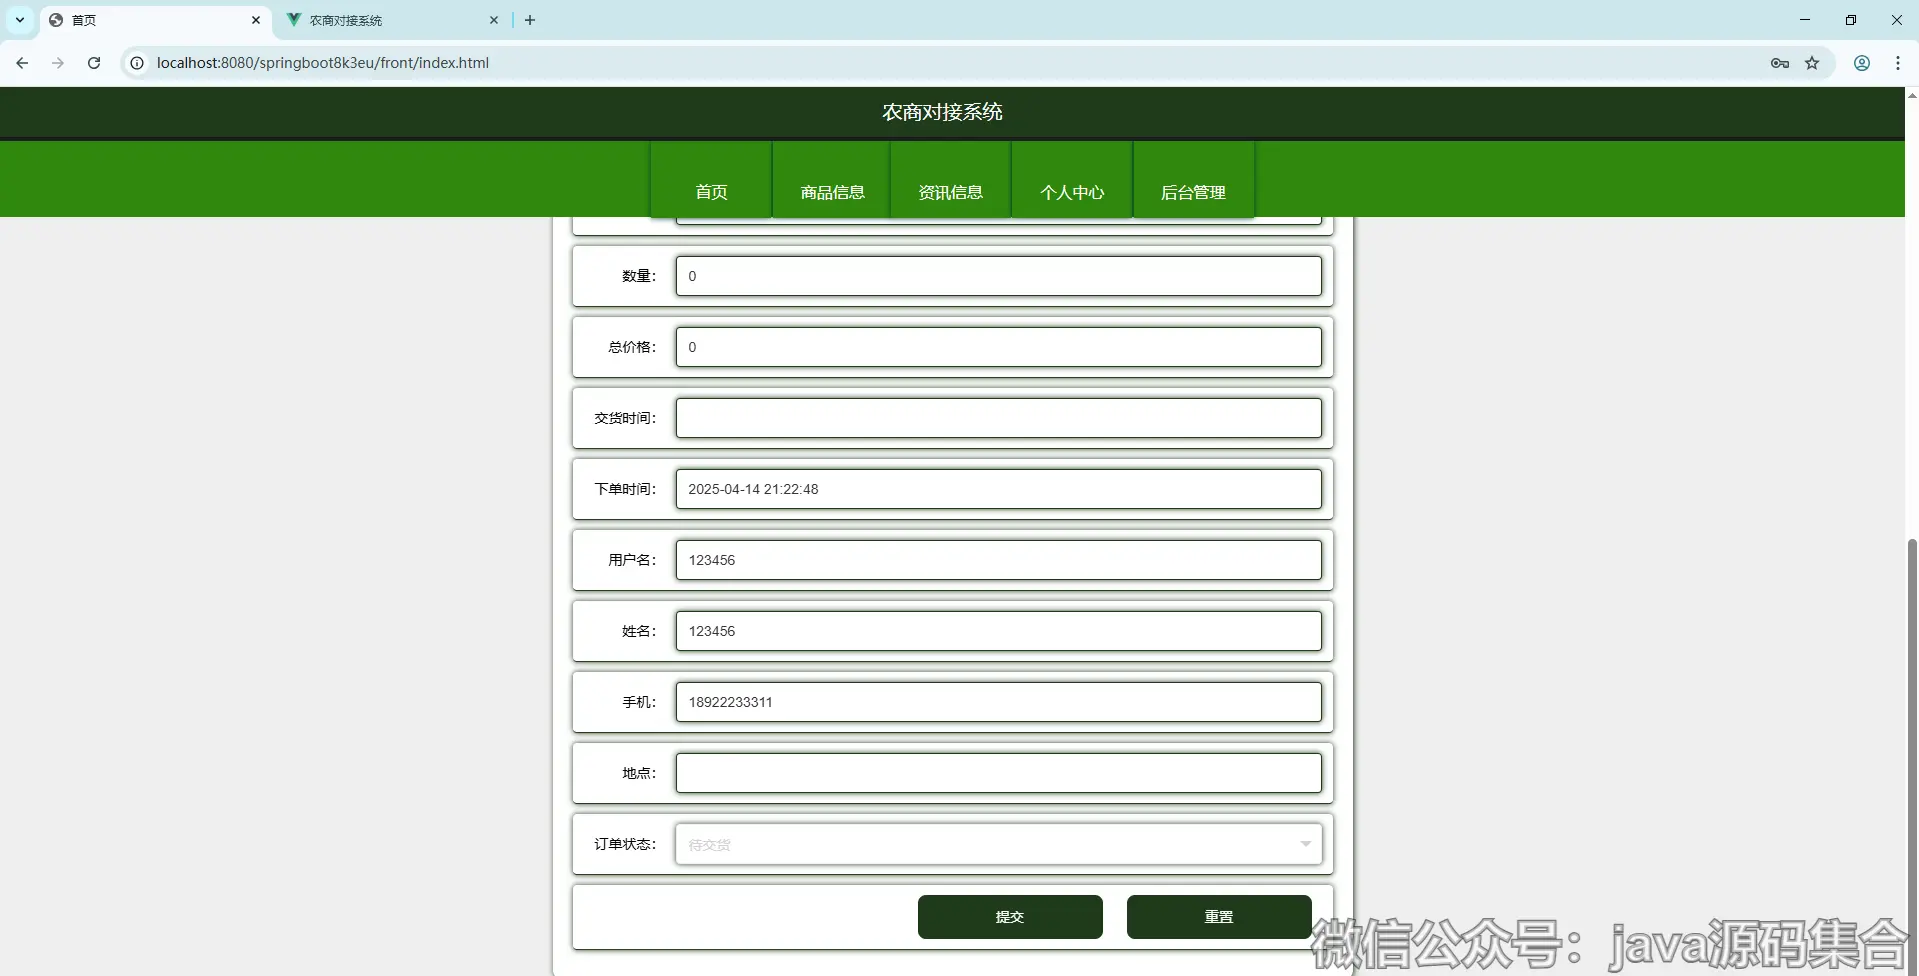 首页
农商对接系统
localhost:8080/springboot8k3eu/front/index.html
农商对接系统
首页 商品信息 资讯信息 个人中心 后台管理
数量： 0
总价格： 0
交货时间：
下单时间： 2025-04-14 21:22:48
用户名： 123456
姓名： 123456
手机： 18922233311
地点：
订单状态： 待交货
提交 重置
微信公众号：java源码集合